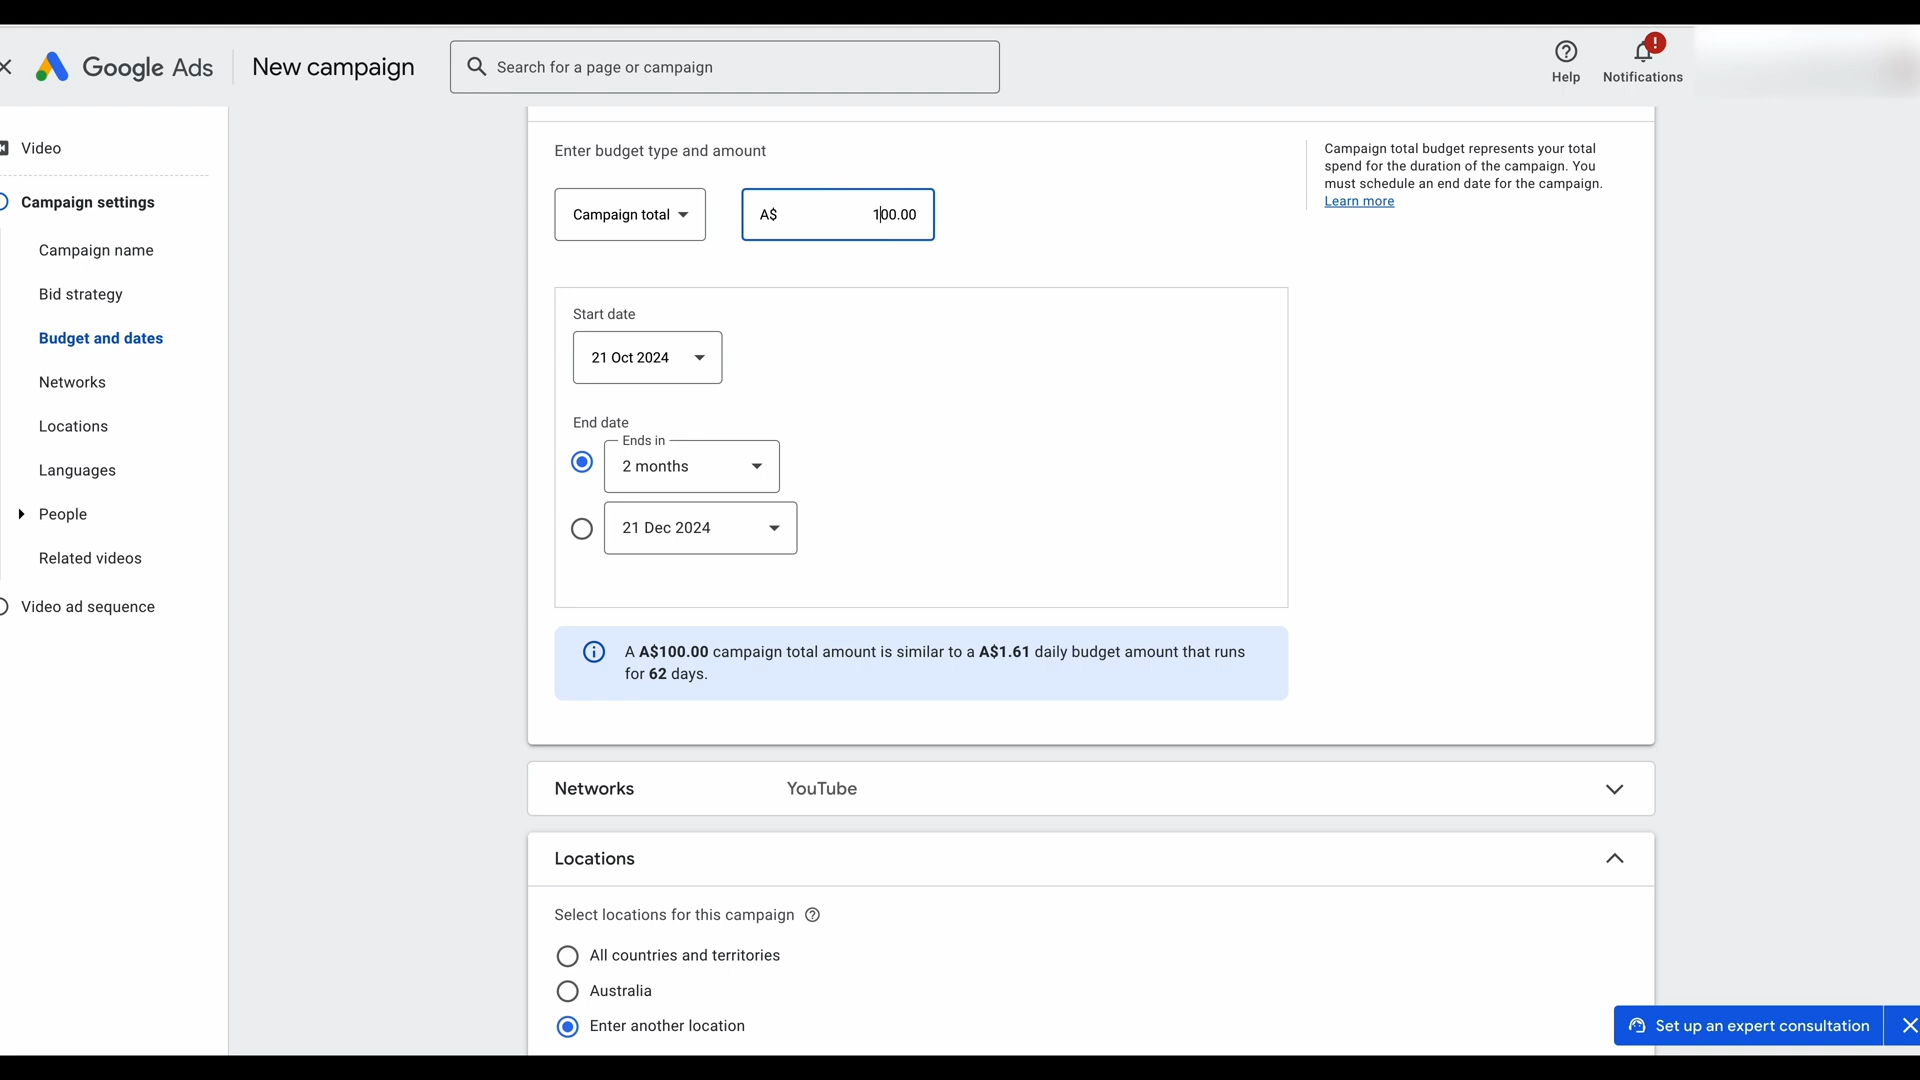 Google Ads
New campaign
Search for a page or campaign
Help
!
Notifications
Video
Campaign settings
Campaign name
Bid strategy
Budget and dates
Networks
Locations
Languages
People
Related videos
Video ad sequence
Enter budget type and amount
Campaign total
A$ 100.00
Campaign total budget represents your total
spend for the duration of the campaign. You
must schedule an end date for the campaign.
Learn more
Start date
21 Oct 2024
End date
Ends in
2 months
21 Dec 2024
A A$100.00 campaign total amount is similar to a A$1.61 daily budget amount that runs
for 62 days.
Networks YouTube
Locations
Select locations for this campaign
All countries and territories
Australia
Enter another location
Set up an expert consultation